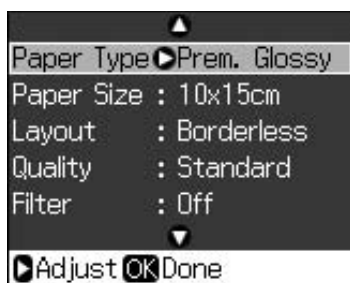 Paper Type Prem. Glossy
Paper Size : 10x15cm
Layout : Borderless
Quality : Standard
Filter : Off
Adjust OK Done